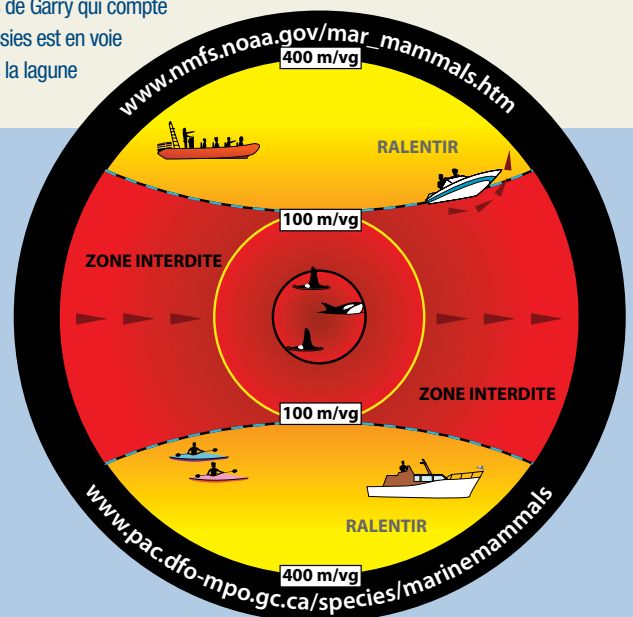 de Garry qui compte
sies est en voie
la lagune
www.nmfs.noaa.gov/mar_mammals.htm
400 m/vg
RALENTIR
100 m/vg
ZONE INTERDITE
ZONE INTERDITE
100 m/vg
RALENTIR
400 m/vg
www.pac.dfo-mpo.gc.ca/species/marinemammals